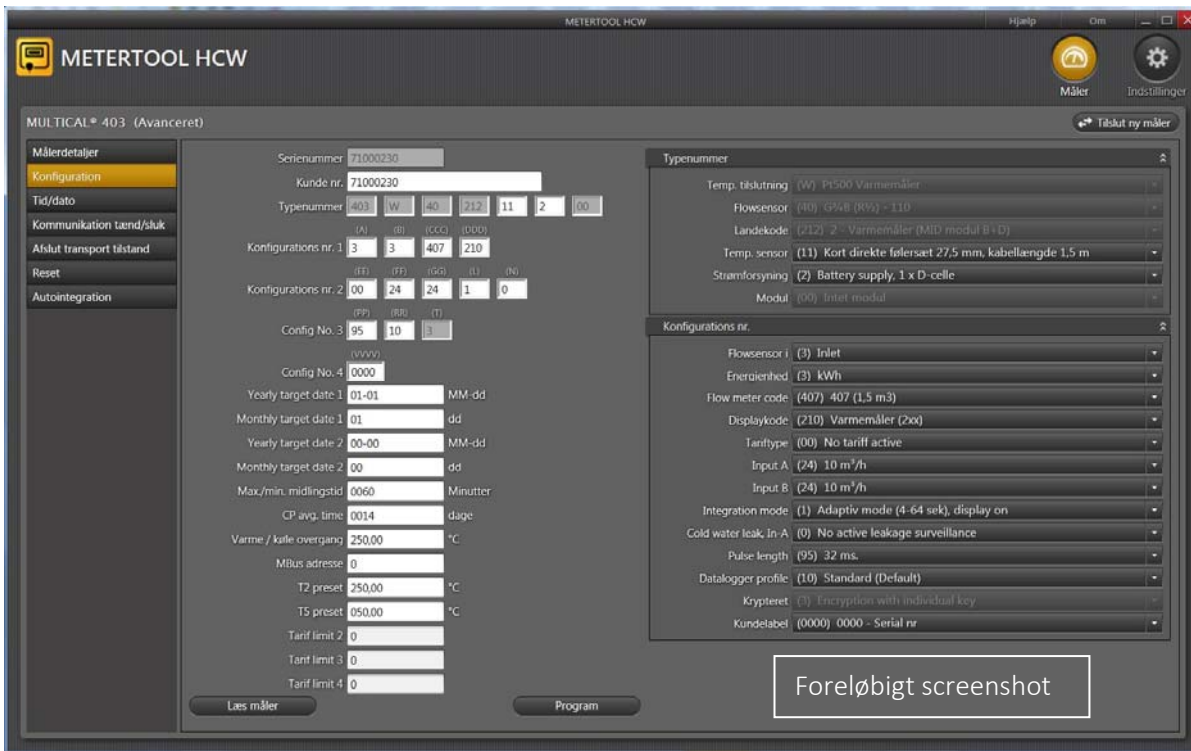 METERTOOL HCW
Hjælp
Om
METERTOOL HCW
Måler
Indstillinger
MULTICAL® 403 (Avanceret)
Tilslut ny måler
Målerdetaljer
Konfiguration
Tid/dato
Kommunikation tænd/sluk
Afslut transport tilstand
Reset
Autointegration
Serienummer 71000230
Kunde nr. 71000230
Typenummer 403 W 40 212 11 2 00
(A) (B) (CCC) (DDD)
Konfigurations nr. 1 3 3 407 210
(EE) (FF) (GG) (L) (N)
Konfigurations nr. 2 00 24 24 1 0
(PP) (RR) (T)
Config No. 3 95 10 3
(VVVV)
Config No. 4 0000
Yearly target date 1 01-01 MM-dd
Monthly target date 1 01 dd
Yearly target date 2 00-00 MM-dd
Monthly target date 2 00 dd
Max./min. midlingstid 0060 Minutter
CP avg. time 0014 dage
Varme / køle overgang 250,00 °C
MBus adresse 0
T2 preset 250,00 °C
T5 preset 050,00 °C
Tarif limit 2 0
Tarif limit 3 0
Tarif limit 4 0
Læs måler
Program
Typenummer
Temp. tilslutning (W) Pt500 Varmemåler
Flowsensor (40) G¾B (R½) - 110
Landekode (212) 2 - Varmemåler (MID modul B+D)
Temp. sensor (11) Kort direkte følersæt 27,5 mm, kabellængde 1,5 m
Strømforsyning (2) Battery supply, 1 x D-celle
Modul (00) Intet modul
Konfigurations nr.
Flowsensor i (3) Inlet
Energienhed (3) kWh
Flow meter code (407) 407 (1,5 m3)
Displaykode (210) Varmemåler (2xx)
Tariftype (00) No tariff active
Input A (24) 10 m³/h
Input B (24) 10 m³/h
Integration mode (1) Adaptiv mode (4-64 sek), display on
Cold water leak, In-A (0) No active leakage surveillance
Pulse length (95) 32 ms.
Datalogger profile (10) Standard (Default)
Krypteret (3) Encryption with individual key
Kundelabel (0000) 0000 - Serial nr
Foreløbigt screenshot